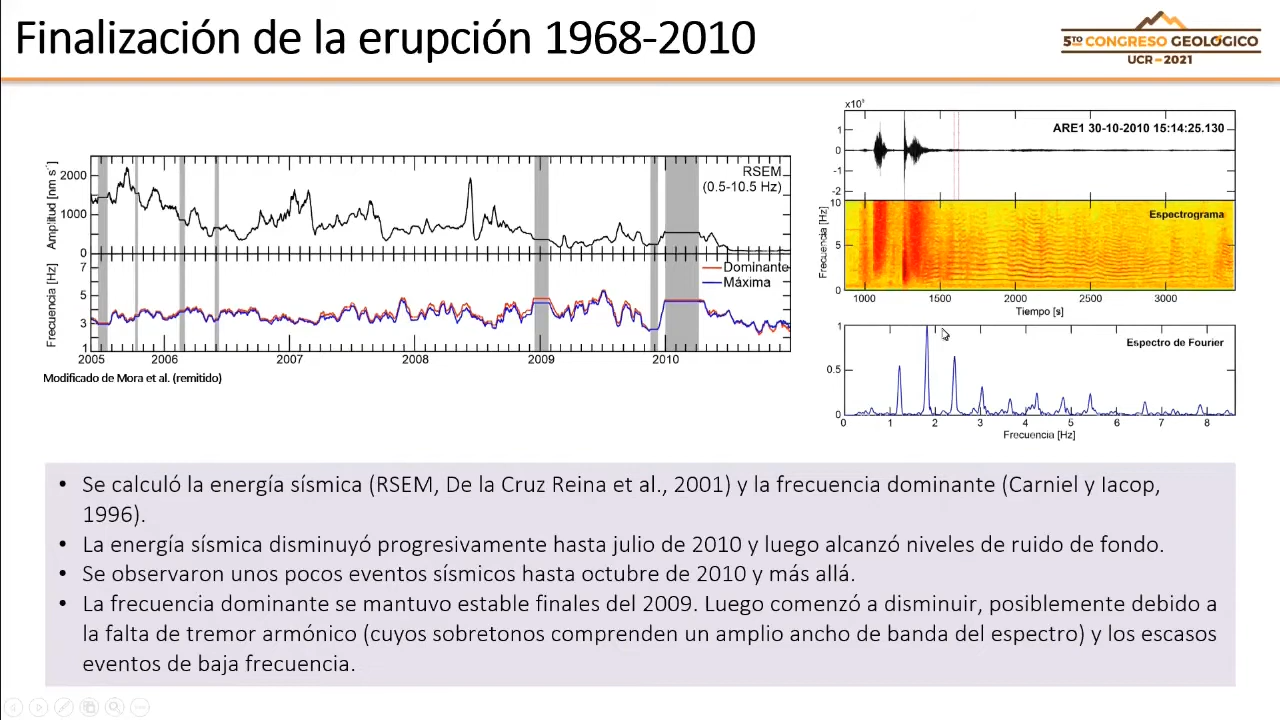 Finalización de la erupción 1968-2010
5TO CONGRESO GEOLÓGICO
UCR - 2021
RSEM
(0.5-10.5 Hz)
Amplitud [nm s⁻]
2000
1000
0
Frecuencia [Hz]
7
5
3
Dominante
Máxima
2005 2006 2007 2008 2009 2010
Modificado de Mora et al. (remitido)
1
0
-1
-2
ARE1 30-10-2010 15:14:25.130
Frecuencia [Hz]
10
5
0
Espectrograma
1000 1500 2000 2500 3000
Tiempo [s]
1
0.5
0
Espectro de Fourier
0 1 2 3 4 5 6 7 8
Frecuencia [Hz]
• Se calculó la energía sísmica (RSEM, De la Cruz Reina et al., 2001) y la frecuencia dominante (Carniel y Iacop,
1996).
• La energía sísmica disminuyó progresivamente hasta julio de 2010 y luego alcanzó niveles de ruido de fondo.
• Se observaron unos pocos eventos sísmicos hasta octubre de 2010 y más allá.
• La frecuencia dominante se mantuvo estable finales del 2009. Luego comenzó a disminuir, posiblemente debido a
la falta de tremor armónico (cuyos sobretonos comprenden un amplio ancho de banda del espectro) y los escasos
eventos de baja frecuencia.